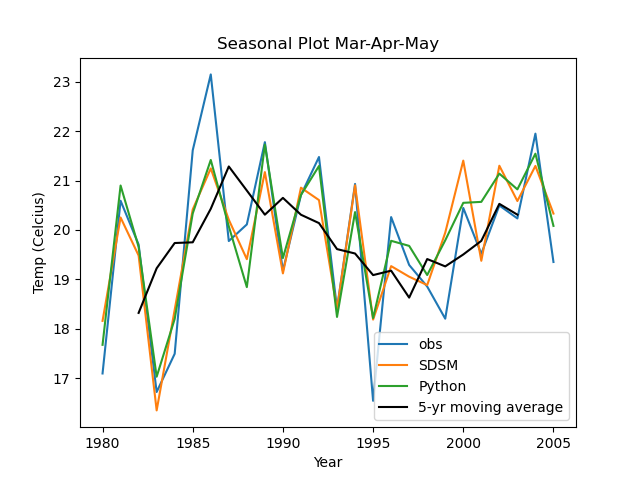 Seasonal Plot Mar-Apr-May
Temp (Celcius)
23
22
21
20
19
18
17
obs
SDSM
Python
5-yr moving average
1980 1985 1990 1995 2000 2005
Year